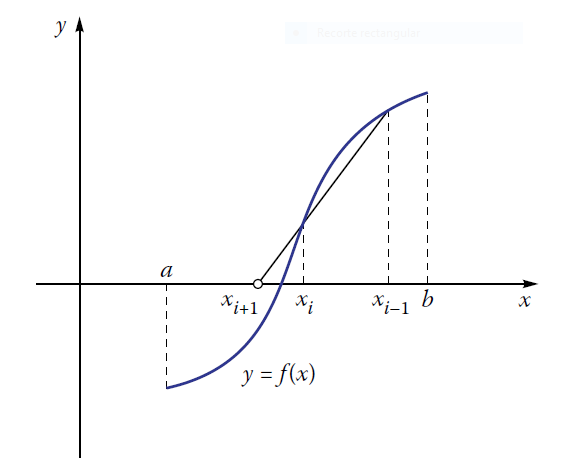 y
a
x_{i+1} x_i x_{i−1} b x
y = f(x)